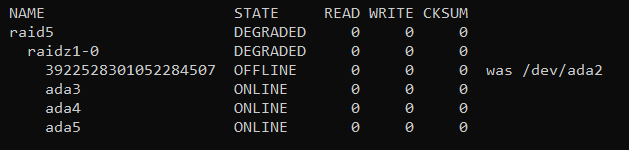 NAME STATE READ WRITE CKSUM
raid5 DEGRADED 0 0 0
raidz1-0 DEGRADED 0 0 0
3922528301052284507 OFFLINE 0 0 0 was /dev/ada2
ada3 ONLINE 0 0 0
ada4 ONLINE 0 0 0
ada5 ONLINE 0 0 0